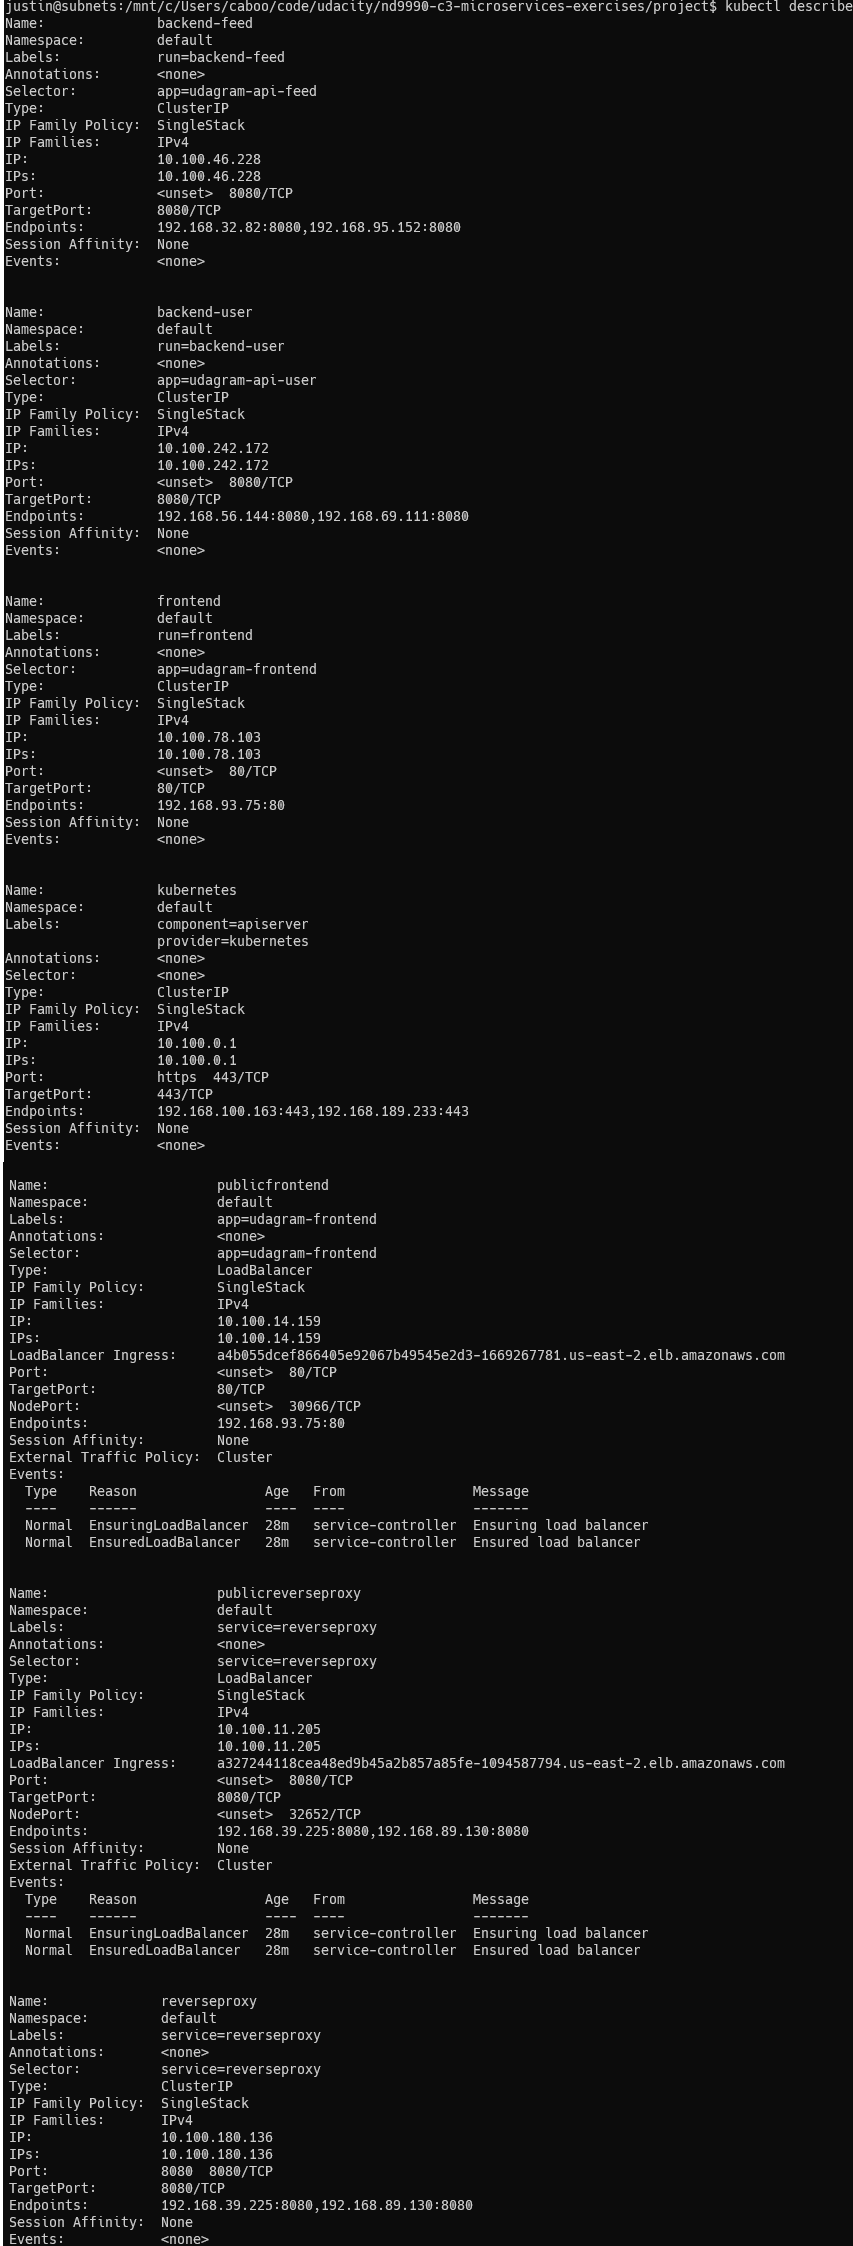 justin@subnets:/mnt/c/Users/caboo/code/udacity/nd9990-c3-microservices-exercises/project$ kubectl describe
Name:              backend-feed
Namespace:         default
Labels:            run=backend-feed
Annotations:       <none>
Selector:          app=udagram-api-feed
Type:              ClusterIP
IP Family Policy:  SingleStack
IP Families:       IPv4
IP:                10.100.46.228
IPs:               10.100.46.228
Port:              <unset>  8080/TCP
TargetPort:        8080/TCP
Endpoints:         192.168.32.82:8080,192.168.95.152:8080
Session Affinity:  None
Events:            <none>
Name:              backend-user
Namespace:         default
Labels:            run=backend-user
Annotations:       <none>
Selector:          app=udagram-api-user
Type:              ClusterIP
IP Family Policy:  SingleStack
IP Families:       IPv4
IP:                10.100.242.172
IPs:               10.100.242.172
Port:              <unset>  8080/TCP
TargetPort:        8080/TCP
Endpoints:         192.168.56.144:8080,192.168.69.111:8080
Session Affinity:  None
Events:            <none>
Name:              frontend
Namespace:         default
Labels:            run=frontend
Annotations:       <none>
Selector:          app=udagram-frontend
Type:              ClusterIP
IP Family Policy:  SingleStack
IP Families:       IPv4
IP:                10.100.78.103
IPs:               10.100.78.103
Port:              <unset>  80/TCP
TargetPort:        80/TCP
Endpoints:         192.168.93.75:80
Session Affinity:  None
Events:            <none>
Name:              kubernetes
Namespace:         default
Labels:            component=apiserver
                   provider=kubernetes
Annotations:       <none>
Selector:          <none>
Type:              ClusterIP
IP Family Policy:  SingleStack
IP Families:       IPv4
IP:                10.100.0.1
IPs:               10.100.0.1
Port:              https  443/TCP
TargetPort:        443/TCP
Endpoints:         192.168.100.163:443,192.168.189.233:443
Session Affinity:  None
Events:            <none>
Name:                     publicfrontend
Namespace:                default
Labels:                   app=udagram-frontend
Annotations:              <none>
Selector:                 app=udagram-frontend
Type:                     LoadBalancer
IP Family Policy:         SingleStack
IP Families:              IPv4
IP:                       10.100.14.159
IPs:                      10.100.14.159
LoadBalancer Ingress:     a4b055dcef866405e92067b49545e2d3-1669267781.us-east-2.elb.amazonaws.com
Port:                     <unset>  80/TCP
TargetPort:               80/TCP
NodePort:                 <unset>  30966/TCP
Endpoints:                192.168.93.75:80
Session Affinity:         None
External Traffic Policy:  Cluster
Events:
  Type    Reason                Age   From                Message
  ----    ------                ----  ----                -------
  Normal  EnsuringLoadBalancer  28m   service-controller  Ensuring load balancer
  Normal  EnsuredLoadBalancer   28m   service-controller  Ensured load balancer
Name:                     publicreverseproxy
Namespace:                default
Labels:                   service=reverseproxy
Annotations:              <none>
Selector:                 service=reverseproxy
Type:                     LoadBalancer
IP Family Policy:         SingleStack
IP Families:              IPv4
IP:                       10.100.11.205
IPs:                      10.100.11.205
LoadBalancer Ingress:     a327244118cea48ed9b45a2b857a85fe-1094587794.us-east-2.elb.amazonaws.com
Port:                     <unset>  8080/TCP
TargetPort:               8080/TCP
NodePort:                 <unset>  32652/TCP
Endpoints:                192.168.39.225:8080,192.168.89.130:8080
Session Affinity:         None
External Traffic Policy:  Cluster
Events:
  Type    Reason                Age   From                Message
  ----    ------                ----  ----                -------
  Normal  EnsuringLoadBalancer  28m   service-controller  Ensuring load balancer
  Normal  EnsuredLoadBalancer   28m   service-controller  Ensured load balancer
Name:              reverseproxy
Namespace:         default
Labels:            service=reverseproxy
Annotations:       <none>
Selector:          service=reverseproxy
Type:              ClusterIP
IP Family Policy:  SingleStack
IP Families:       IPv4
IP:                10.100.180.136
IPs:               10.100.180.136
Port:              8080  8080/TCP
TargetPort:        8080/TCP
Endpoints:         192.168.39.225:8080,192.168.89.130:8080
Session Affinity:  None
Events:            <none>